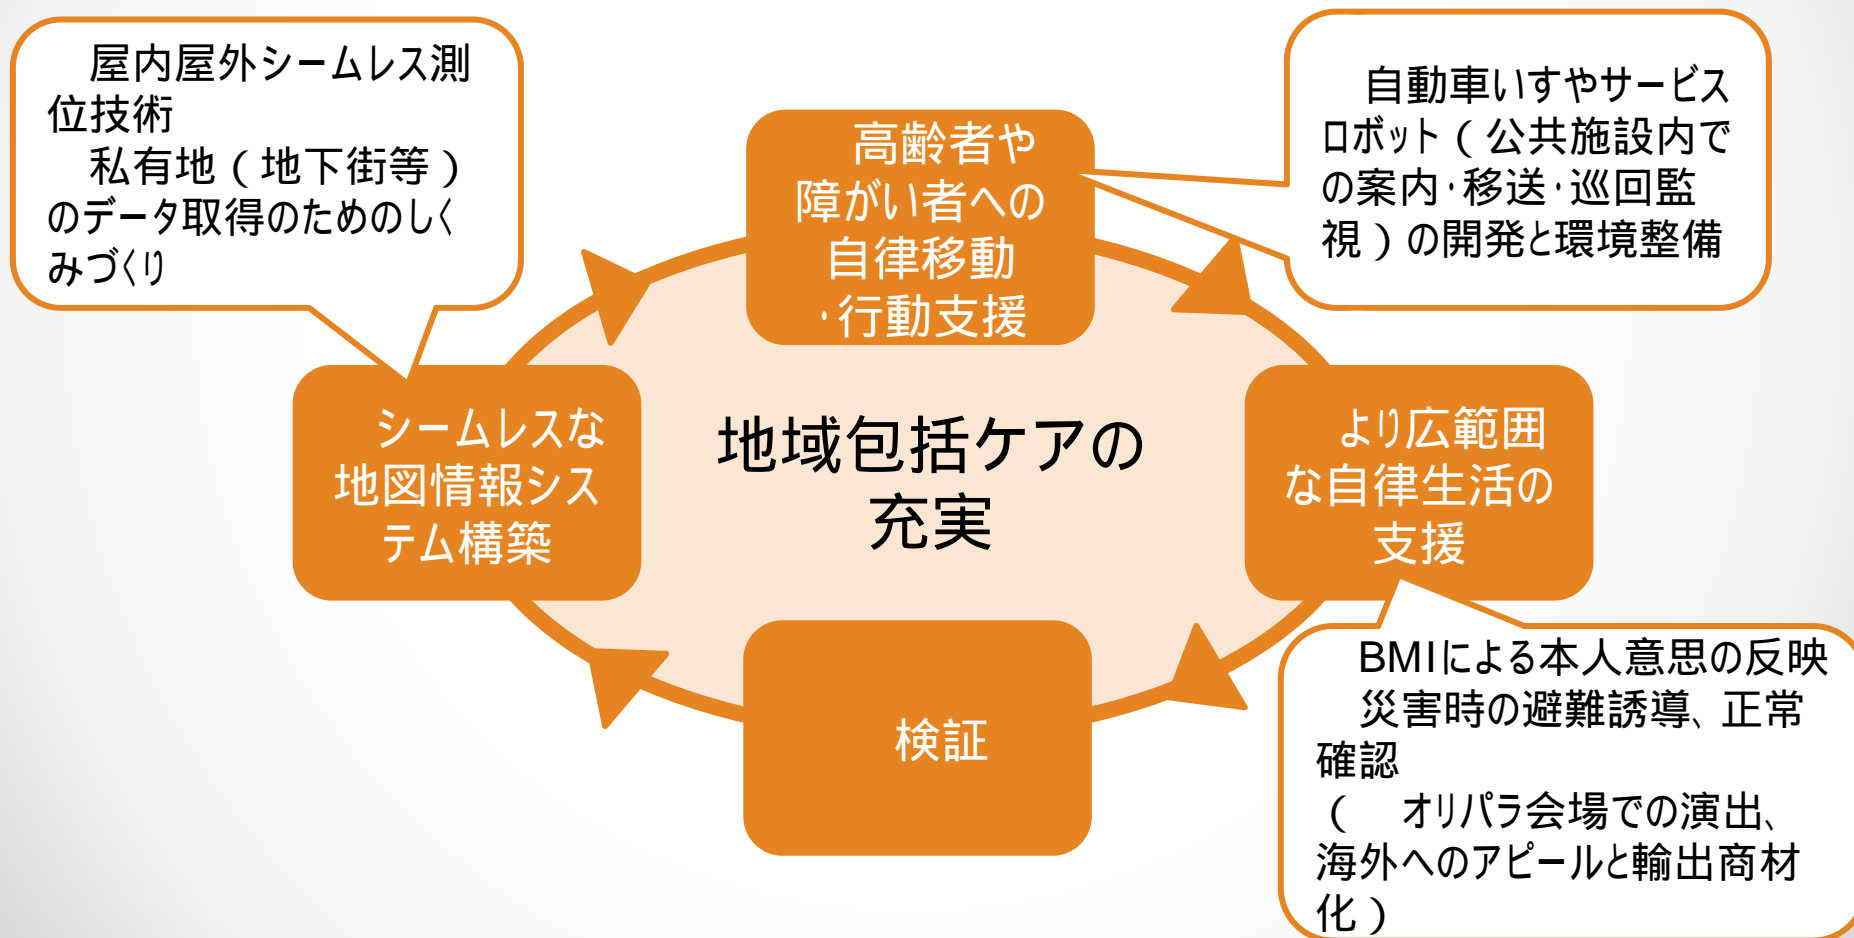 屋内屋外シームレス測
位技術
私有地(地下街等)
のデータ取得のためのしく
みづくり
高齢者や
障がい者への
自律移動
・行動支援
自動車いすやサービス
ロボット(公共施設内で
の案内・移送・巡回監
視)の開発と環境整備
シームレスな
地図情報シス
テム構築
地域包括ケアの
充実
より広範囲
な自律生活の
支援
検証
BMIによる本人意思の反映
災害時の避難誘導、正常
確認
( オリパラ会場での演出、
海外へのアピールと輸出商材
化)